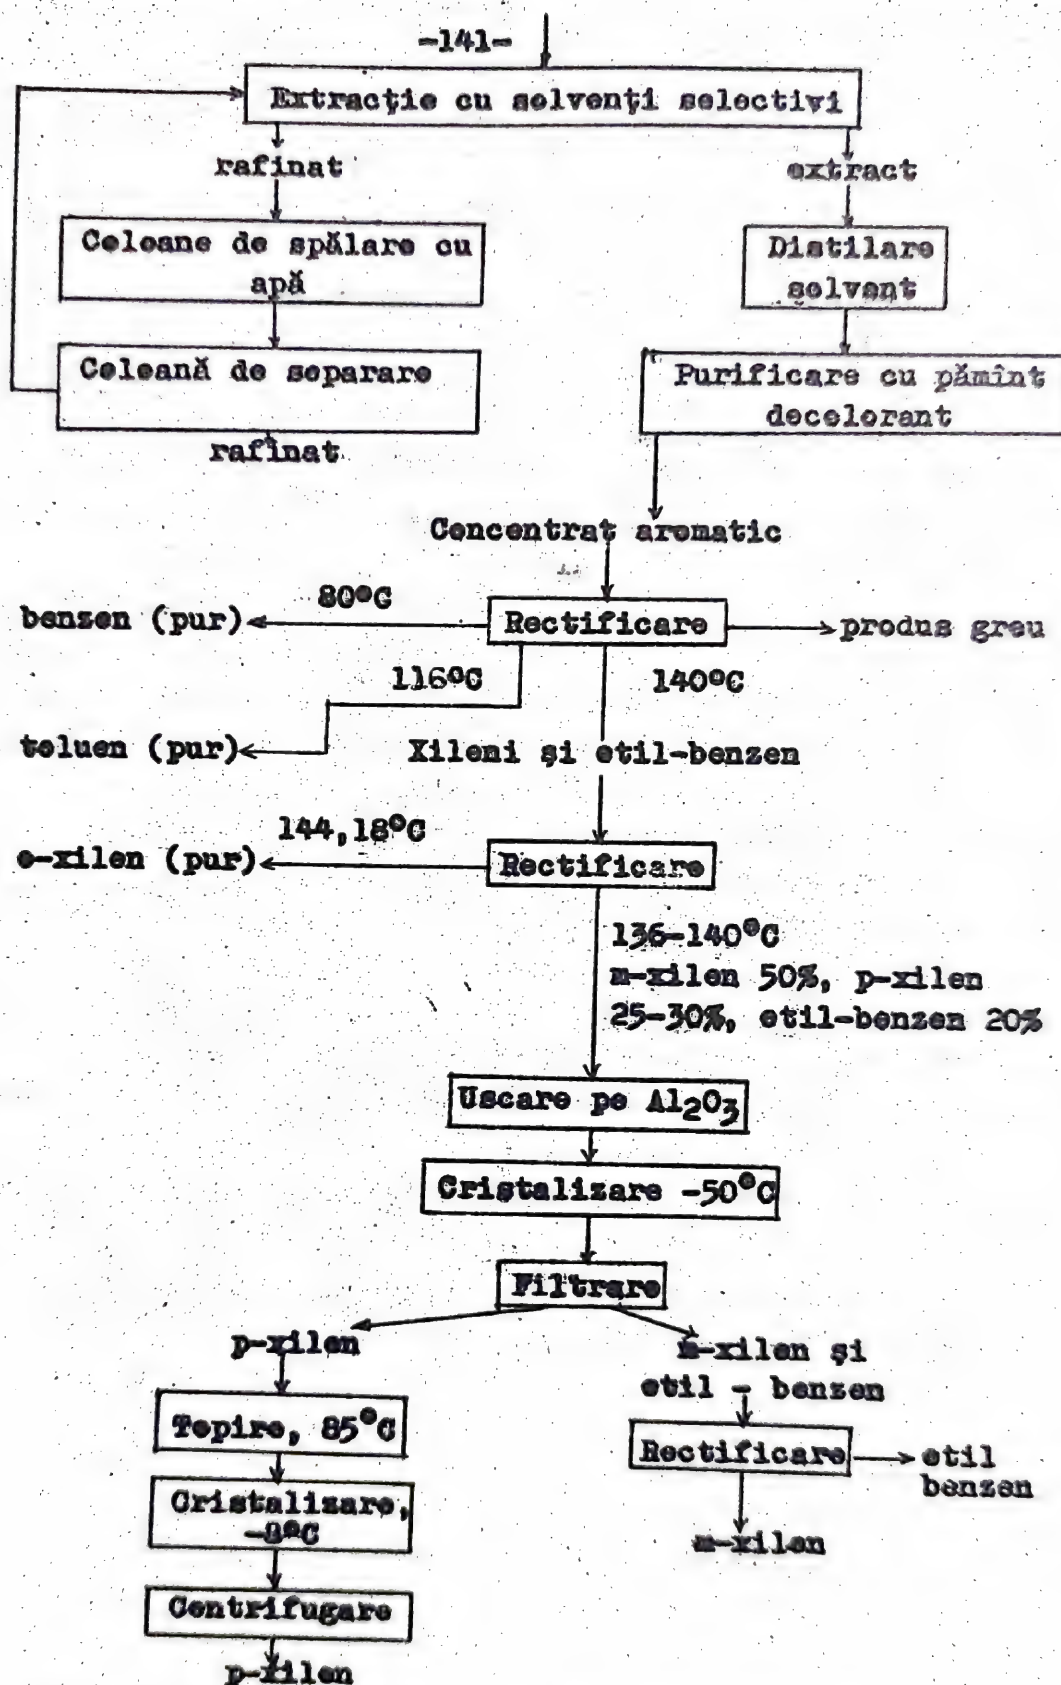 -141-
Extracţie cu solvenţi selectivi
rafinat
extract
Coloane de spălare cu
apă
Distilare
solvent
Coloană de separare
Purificare cu pămînt
decolorant
rafinat
Concentrat aromatic
80°C
benzen (pur)
Rectificare
produs greu
116°C
140°C
toluen (pur)
Xileni şi etil-benzen
144,18°C
o-xilen (pur)
Rectificare
136-140°C
m-xilen 50%, p-xilen
25-30%, etil-benzen 20%
Uscare pe Al₂O₃
Cristalizare -50°C
Filtrare
p-xilen
m-xilen şi
etil - benzen
Topire, 85°C
Rectificare
etil
benzen
Cristalizare,
m-xilen
Centrifugare
p-xilen